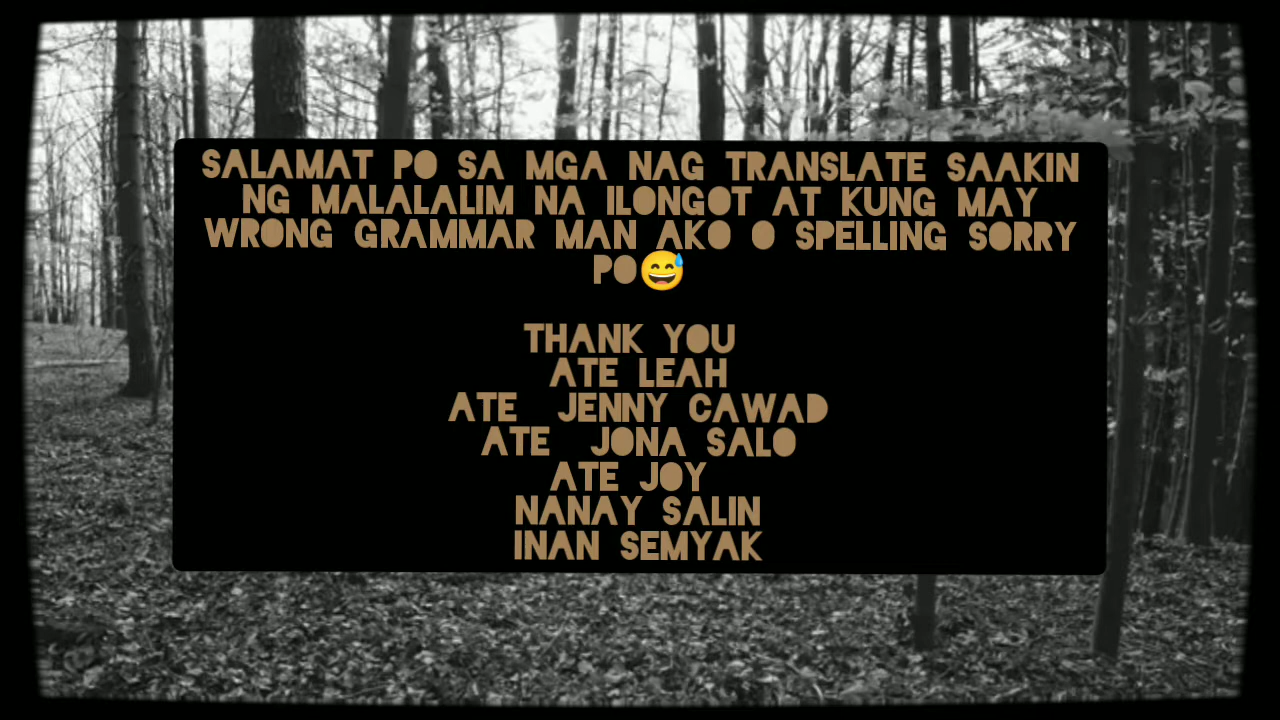 SALAMAT PO SA MGA NAG TRANSLATE SAAKIN
NG MALALALIM NA ILONGOT AT KUNG MAY
WRONG GRAMMAR MAN AKO O SPELLING SORRY
PO😅
THANK YOU
ATE LEAH
ATE JENNY CAWAD
ATE JONA SALO
ATE JOY
NANAY SALIN
INAN SEMYAK